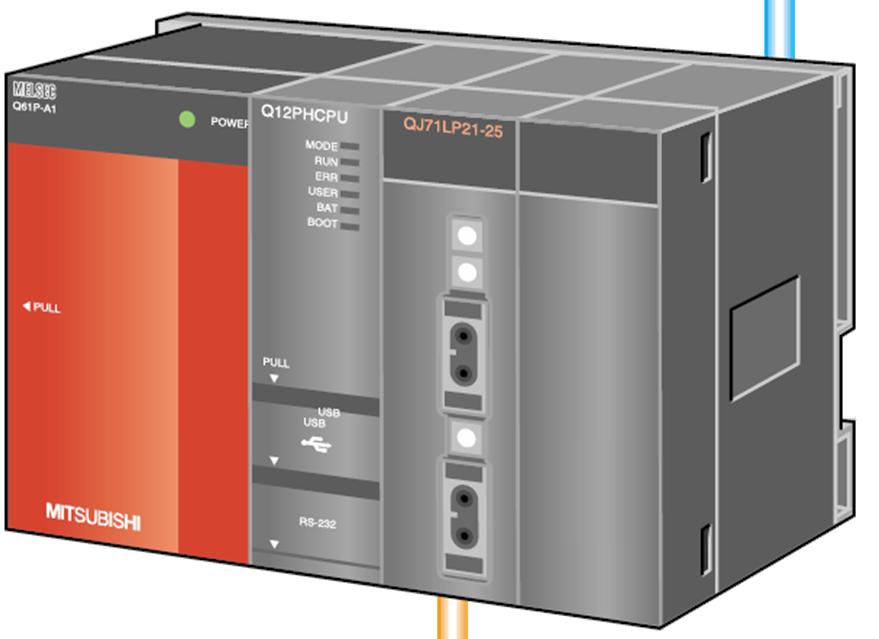 MELSEC
Q61P-A1
POWER
PULL
MITSUBISHI
Q12PHCPU
MODE
RUN
ERR
USER
BAT
BOOT
PULL
USB
USB
RS-232
QJ71LP21-25